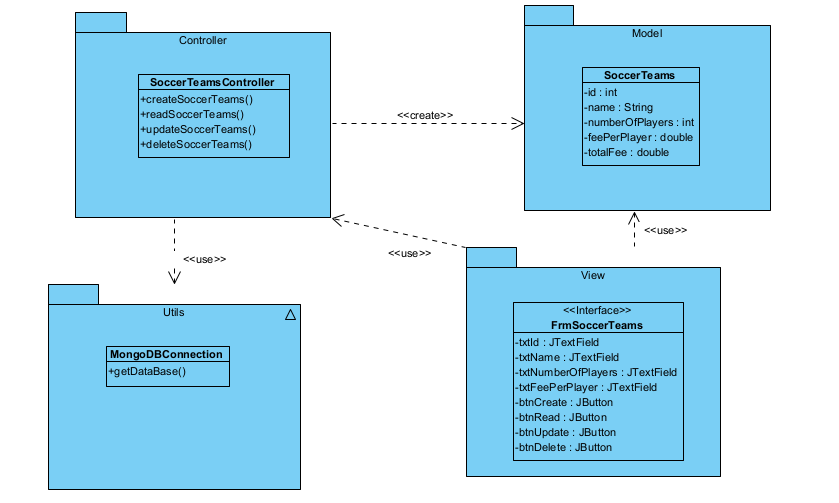 Controller
SoccerTeamsController
+createSoccerTeams()
+readSoccerTeams()
+updateSoccerTeams()
+deleteSoccerTeams()
<<create>>
Model
SoccerTeams
-id : int
-name : String
-numberOfPlayers : int
-feePerPlayer : double
-totalFee : double
<<use>>
<<use>>
<<use>>
Utils
MongoDBConnection
+getDataBase()
View
<<Interface>>
FrmSoccerTeams
-txtId : JTextField
-txtName : JTextField
-txtNumberOfPlayers : JTextField
-txtFeePerPlayer : JTextField
-btnCreate : JButton
-btnRead : JButton
-btnUpdate : JButton
-btnDelete : JButton